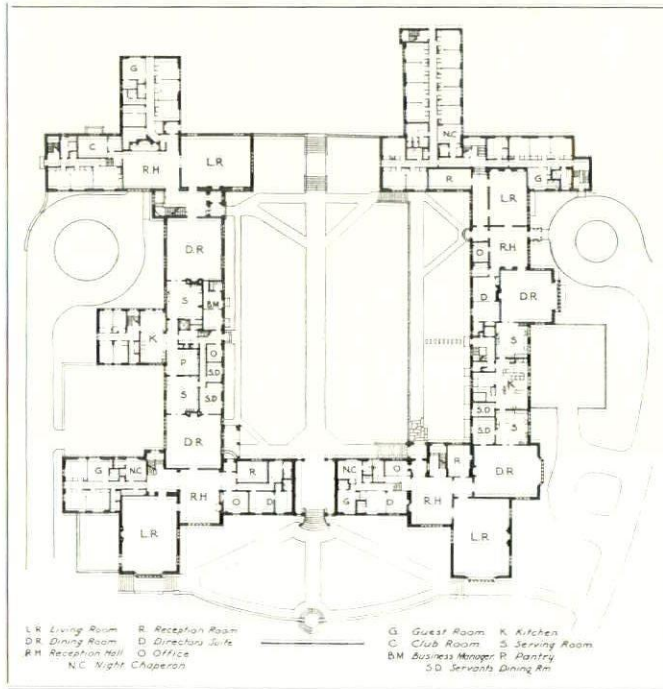 G
N.C
C
R.H
L.R
R
G
L.R
D.R
O
R.H
S
B.M
D
D.R
K
P
O
S.D
S
S
S.D
K
D.R
S.D
S.D
S
G
N.C
R
N.C
O
R
D.R
R.H
O
D
G
D
R.H
L.R
L.R
L.R Living Room R. Reception Room
D.R. Dining Room D Directors Suite
R.H Reception Hall O Office
N.C. Night Chaperon
G Guest Room K Kitchen
C Club Room S Serving Room
B.M Business Manager. P. Pantry
S.D Servants Dining Rm